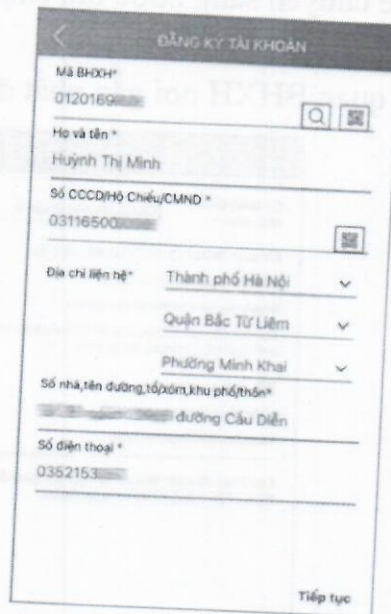 ĐĂNG KÝ TÀI KHOẢN
Mã BHXH*
0120169
Họ và tên *
Huỳnh Thị Minh
Số CCCD/Hộ Chiếu/CMND *
03116500
Địa chỉ liên hệ* Thành phố Hà Nội
Quận Bắc Từ Liêm
Phường Minh Khai
Số nhà,tên đường,tổ/xóm,khu phố/thôn*
đường Cầu Diễn
Số điện thoại *
0352153
Tiếp tục